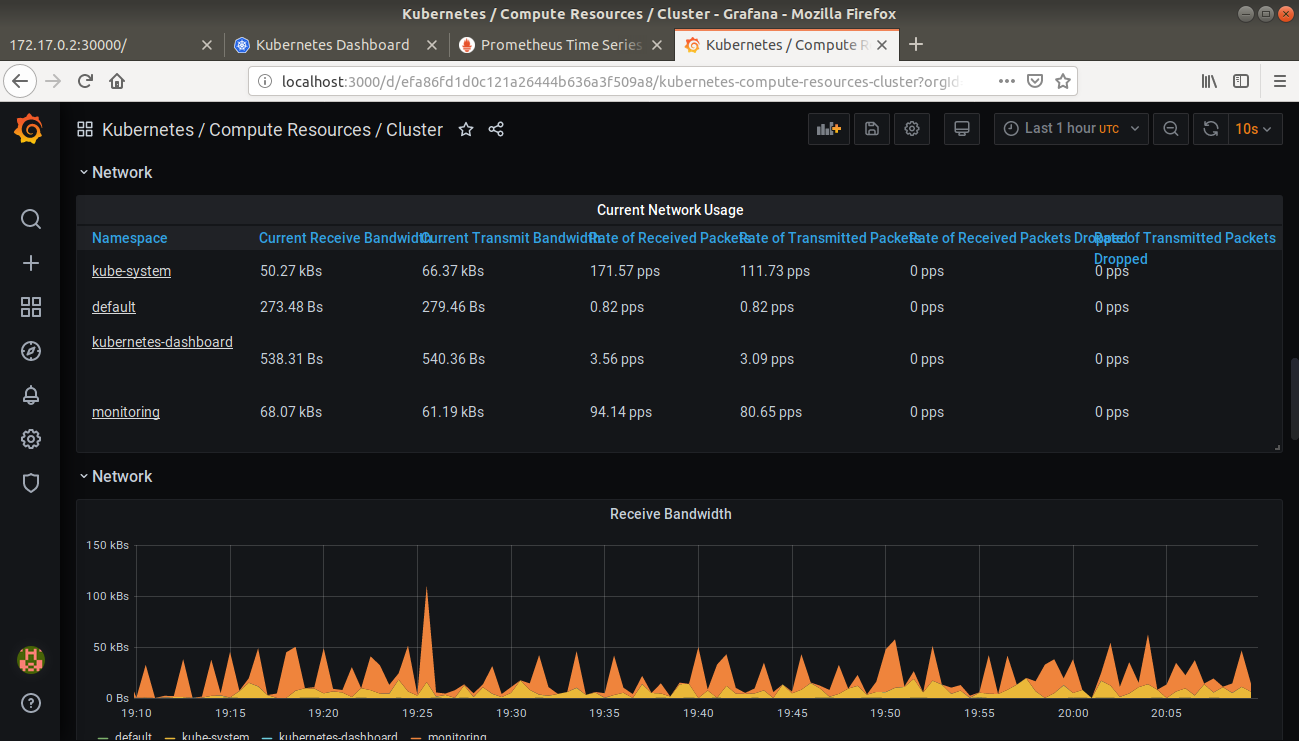 Kubernetes / Compute Resources / Cluster - Grafana - Mozilla Firefox
172.17.0.2:30000/ Kubernetes Dashboard Prometheus Time Series Kubernetes / Compute R
localhost:3000/d/efa86fd1d0c121a26444b636a3f509a8/kubernetes-compute-resources-cluster?orgId
Kubernetes / Compute Resources / Cluster Last 1 hour UTC 10s
Network
Current Network Usage
Namespace Current Receive Bandwidth Current Transmit Bandwidth Rate of Received Packets Rate of Transmitted Packets Rate of Received Packets Dropped Rate of Transmitted Packets
Dropped
kube-system 50.27 kBs 66.37 kBs 171.57 pps 111.73 pps 0 pps 0 pps
default 273.48 Bs 279.46 Bs 0.82 pps 0.82 pps 0 pps 0 pps
kubernetes-dashboard
538.31 Bs 540.36 Bs 3.56 pps 3.09 pps 0 pps 0 pps
monitoring 68.07 kBs 61.19 kBs 94.14 pps 80.65 pps 0 pps 0 pps
Network
Receive Bandwidth
150 kBs
100 kBs
50 kBs
0 Bs
19:10 19:15 19:20 19:25 19:30 19:35 19:40 19:45 19:50 19:55 20:00 20:05
default kube-system kubernetes-dashboard monitoring